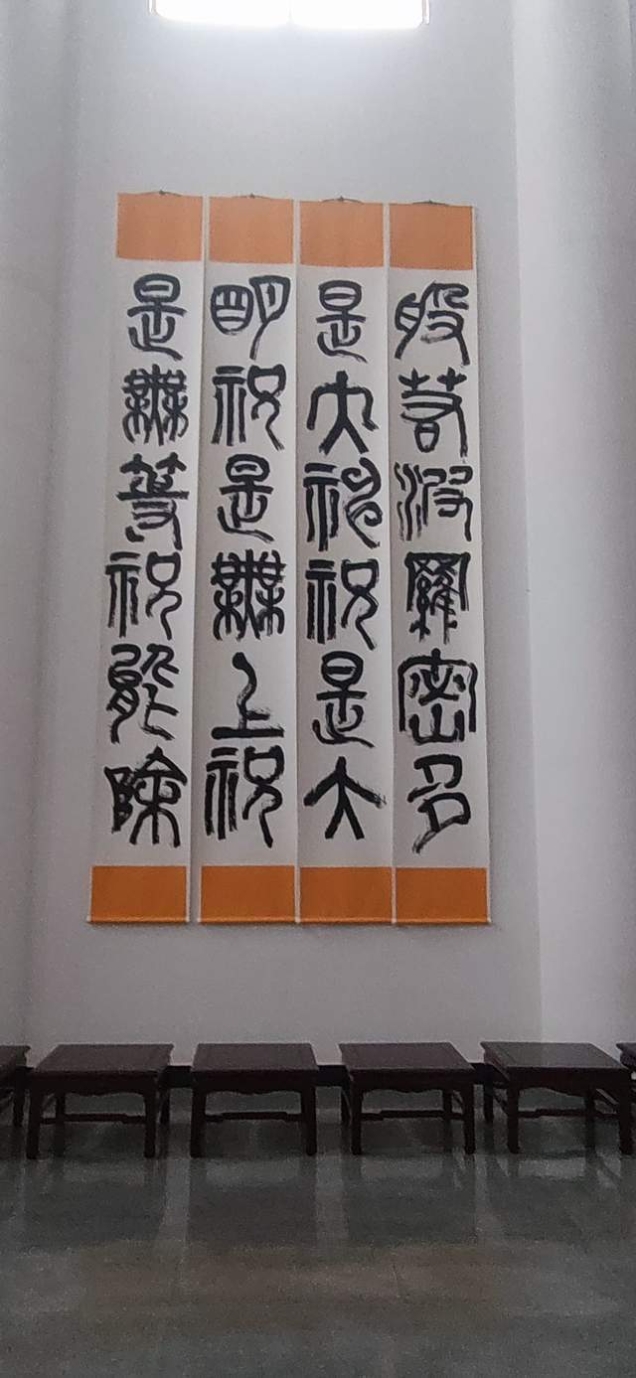 般若波羅密多
是大神祝是大
明祝是無上祝
是無等祝能除